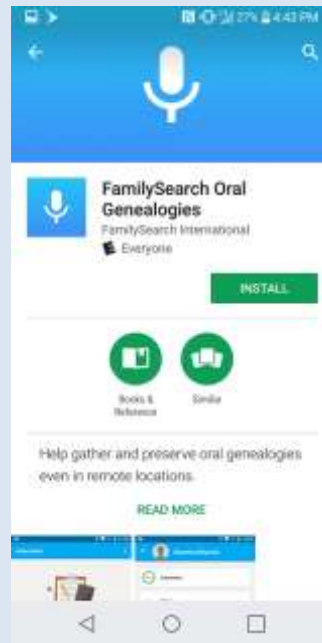 27% 4:43 PM
FamilySearch Oral
Genealogies
FamilySearch International
Everyone
INSTALL
Books &
Reference
Similar
Help gather and preserve oral genealogies
even in remote locations.
READ MORE